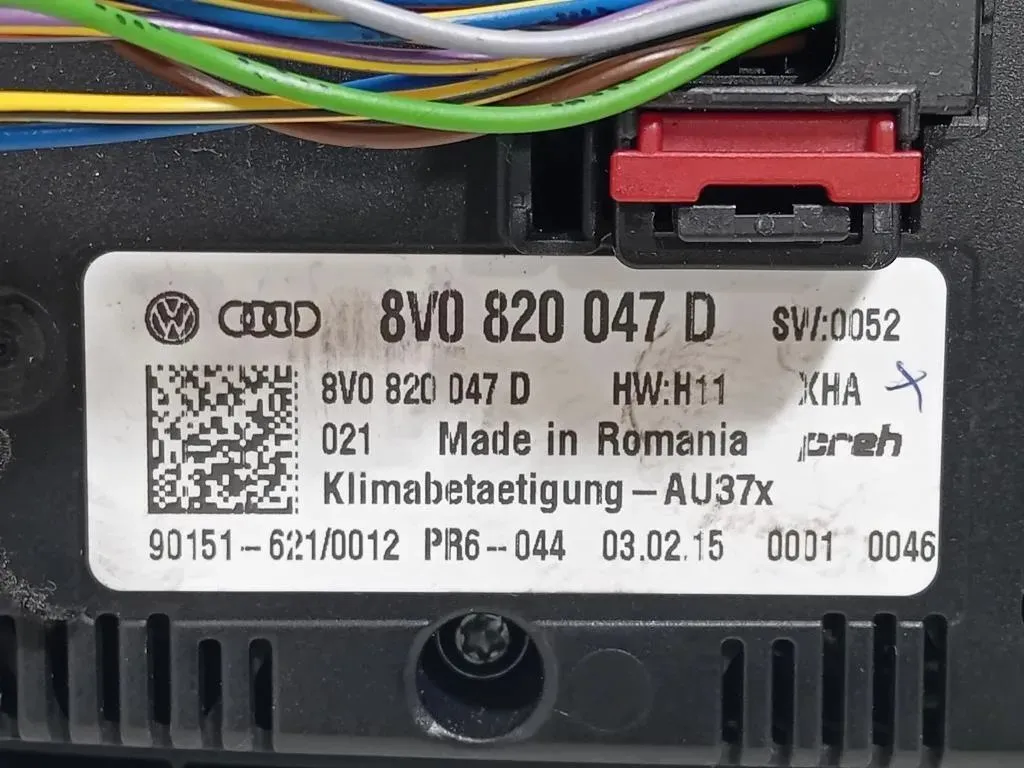 8V0 820 047 D SW:0052
8V0 820 047 D HW:H11 XHA
021 Made in Romania preh
Klimabetaetigung-AU37x
90151-621/0012 PR6-044 03.02.15 0001 0046